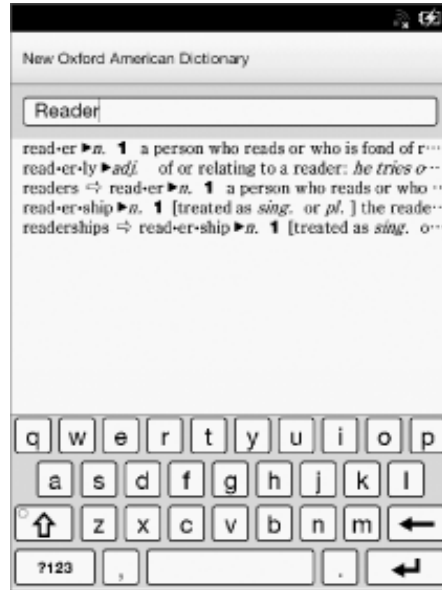 New Oxford American Dictionary
Reader
read•er ▶n. 1 a person who reads or who is fond of r···
read•er•ly ▶adj. of or relating to a reader: he tries o···
readers ⇨ read•er ▶n. 1 a person who reads or who ···
read•er•ship ▶n. 1 [treated as sing. or pl. ] the reade···
readerships ⇨ read•er•ship ▶n. 1 [treated as sing. o···
q w e r t y u i o p
a s d f g h j k l
z x c v b n m
?123 , .